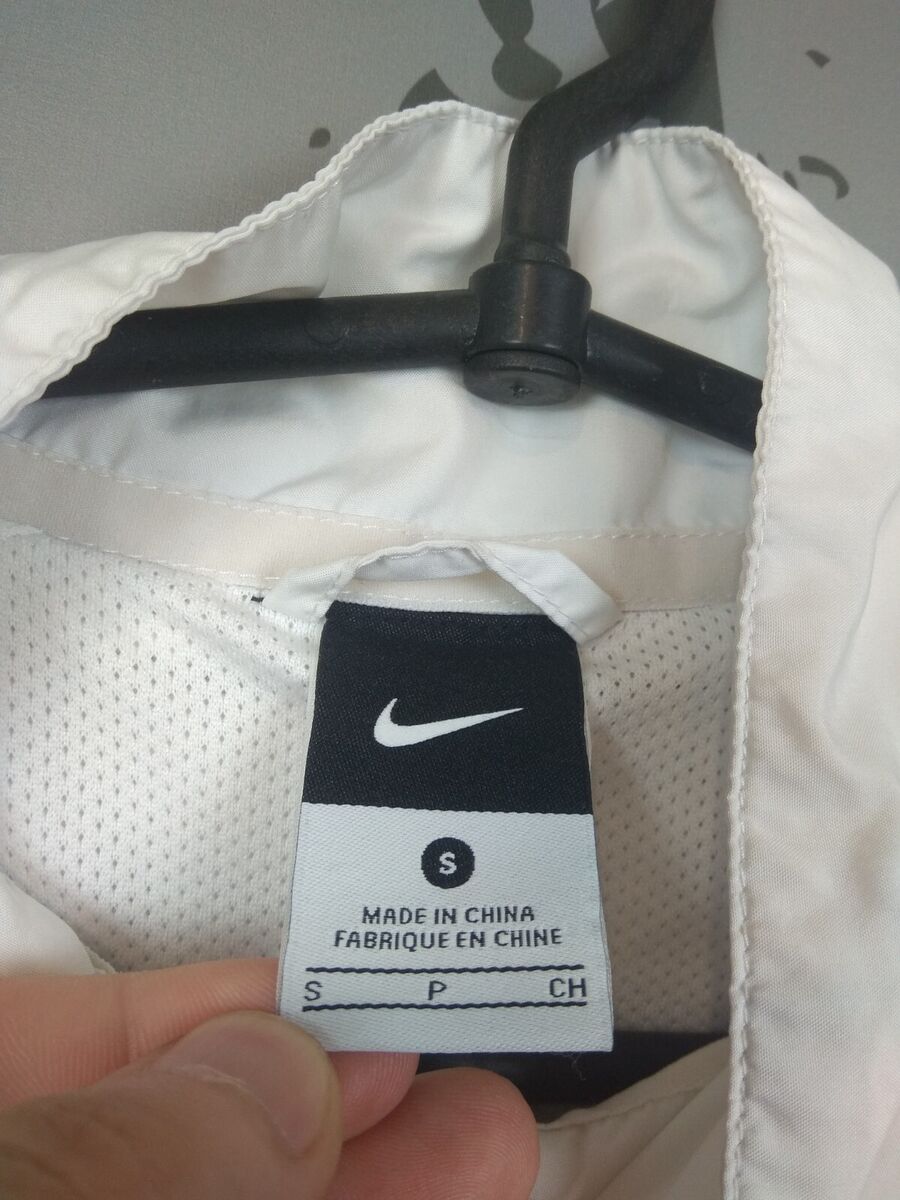 S
MADE IN CHINA
FABRIQUE EN CHINE
S P CH